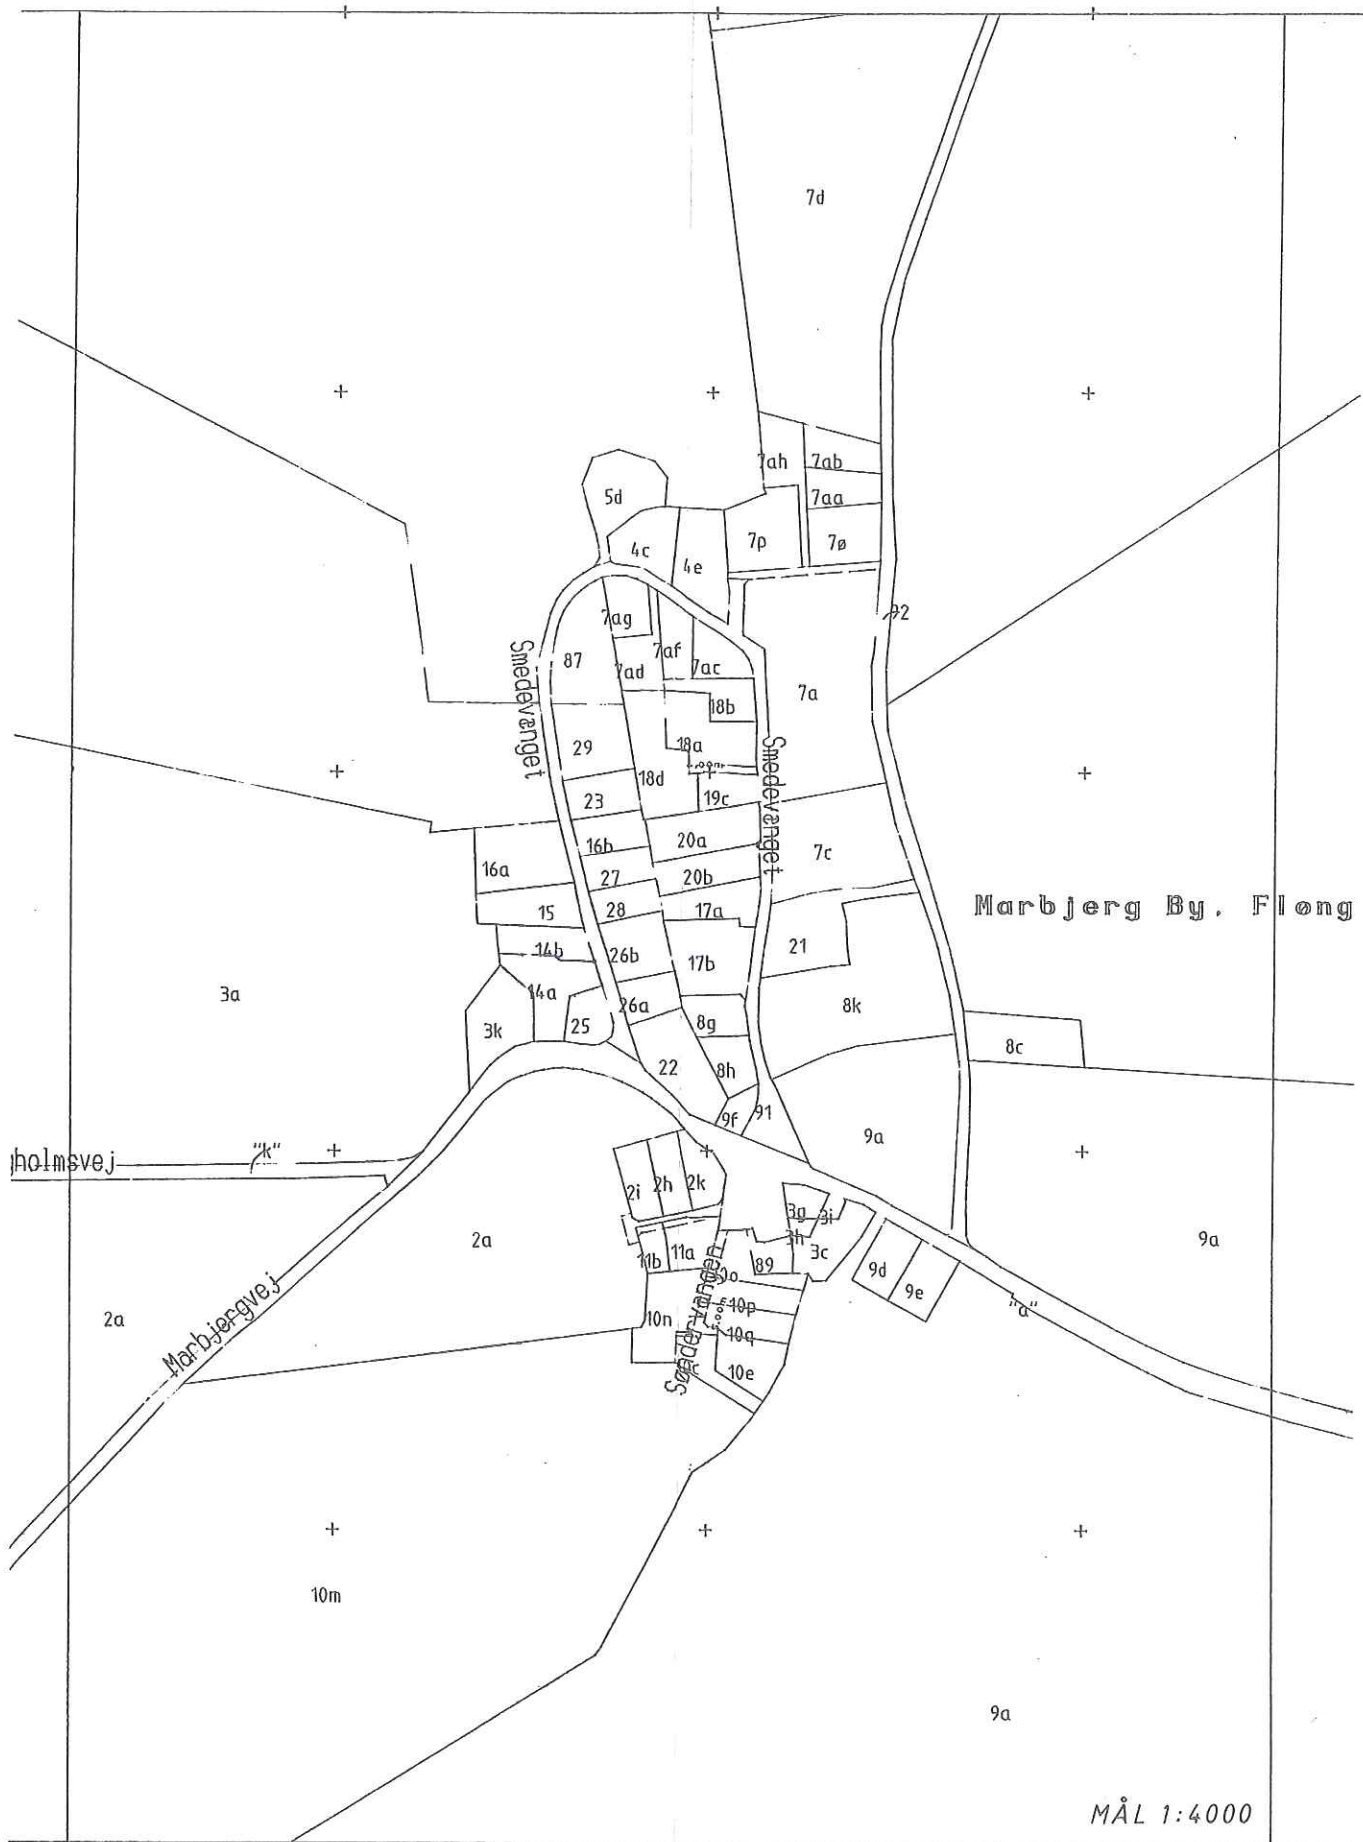 7d
7ah
7ab
5d
7aa
4c
7p
7ø
4e
92
7ag
7af
87
7ad
7ac
Smedevænget
7a
18b
29
18a
18d
Smedevænget
23
19c
16b
20a
7c
16a
27
20b
15
28
17a
Marbjerg By, Fløng
14b
26b
17b
21
3a
14a
26a
8k
3k
25
8g
8c
22
8h
9f
91
9a
holmsvej
"k"
2i
2h
2k
3g
3i
2a
3h
3c
9a
11b
11a
89
9d
9e
"a"
2a
Marbjergvej
10n
10p
10q
10e
10m
9a
MÅL 1:4000